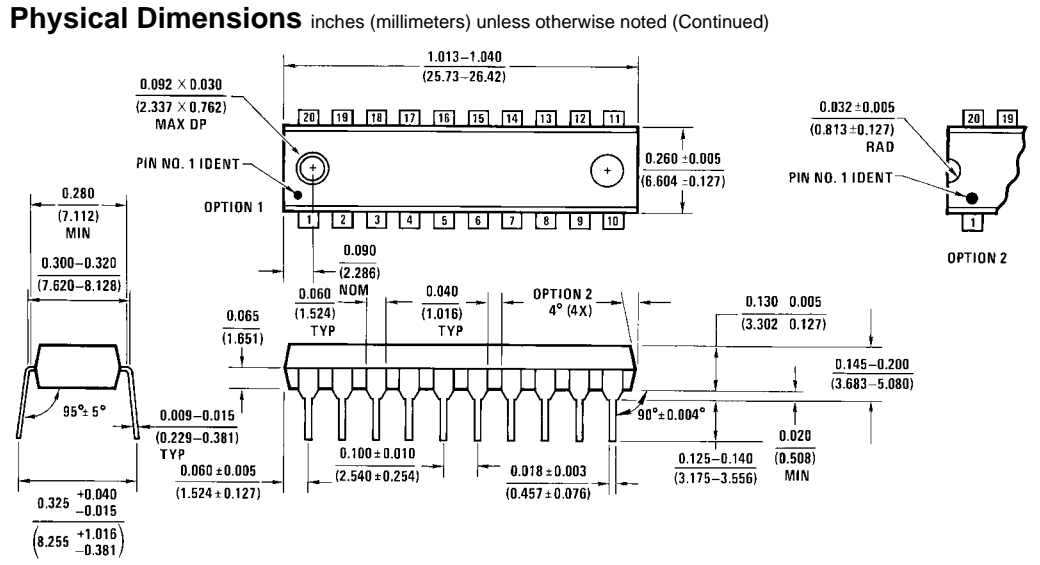 Physical Dimensions inches (millimeters) unless otherwise noted (Continued)
1.013–1.040
(25.73–26.42)
0.092 × 0.030
(2.337 × 0.762)
MAX DP
20 19 18 17 16 15 14 13 12 11
PIN NO. 1 IDENT
OPTION 1
1 2 3 4 5 6 7 8 9 10
0.260 ±0.005
(6.604 ±0.127)
0.032 ±0.005
(0.813 ±0.127)
RAD
20 19
PIN NO. 1 IDENT
1
OPTION 2
0.280
(7.112)
MIN
0.300–0.320
(7.620–8.128)
0.090
(2.286)
NOM
0.060
(1.524)
TYP
0.040
(1.016)
TYP
OPTION 2
4° (4X)
0.065
(1.651)
0.130 0.005
(3.302 0.127)
0.145–0.200
(3.683–5.080)
95°± 5°
0.009–0.015
(0.229–0.381)
TYP
90°±0.004°
0.020
(0.508)
MIN
0.125–0.140
(3.175–3.556)
0.060 ±0.005
(1.524 ±0.127)
0.100 ±0.010
(2.540 ±0.254)
0.018 ±0.003
(0.457 ±0.076)
0.325 +0.040
−0.015
(8.255 +1.016
−0.381)